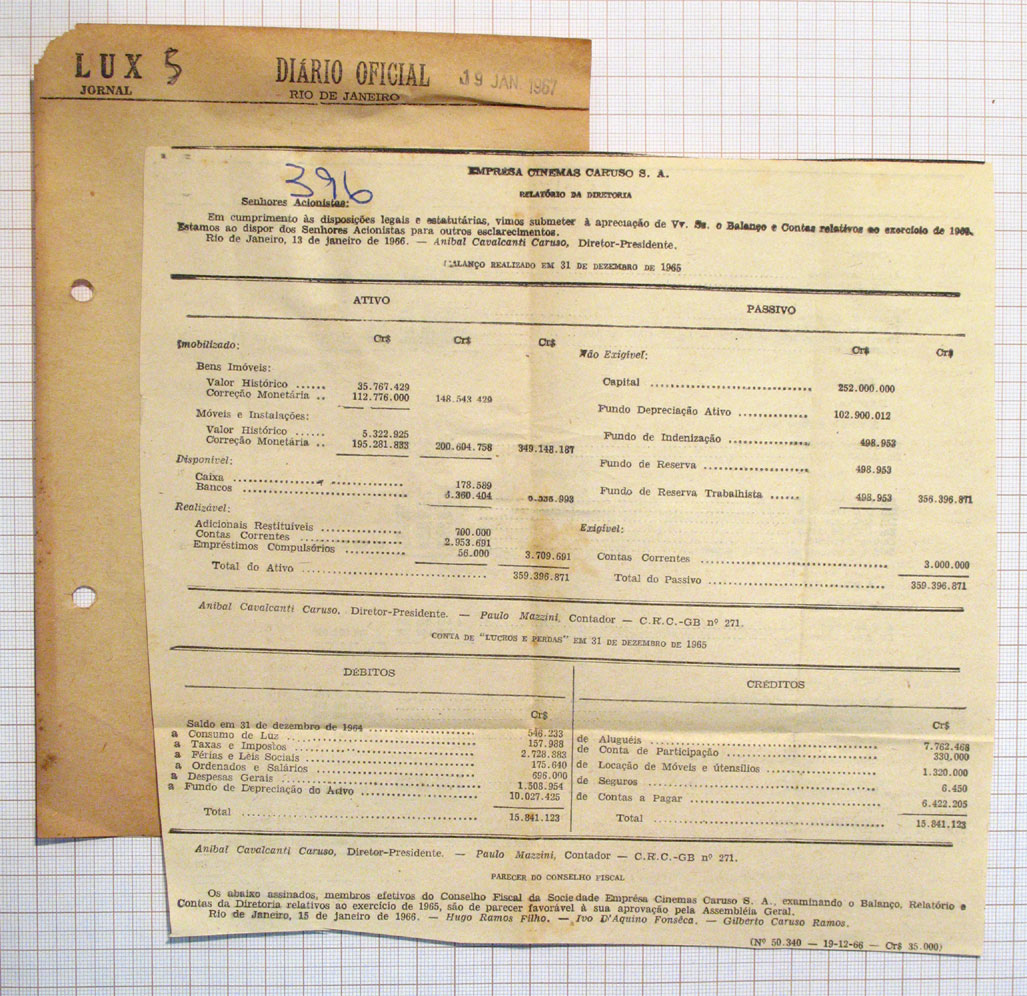 LUX 5
JORNAL
DIÁRIO OFICIAL
RIO DE JANEIRO
19 JAN. 1967
396
EMPRÊSA CINEMAS CARUSO S. A.
RELATÓRIO DA DIRETORIA
Senhores Acionistas:
Em cumprimento às disposições legais e estatutárias, vimos submeter à apreciação de Vv. Ss. o Balanço e Contas relativos ao exercício de
Estamos ao dispor dos Senhores Acionistas para outros esclarecimentos.
Rio de Janeiro, 13 de janeiro de 1966. — Anibal Cavalcanti Caruso, Diretor-Presidente.
BALANÇO REALIZADO EM 31 DE DEZEMBRO DE 1965
ATIVO
Cr$ Cr$ Cr$
Imobilizado:
Bens Imóveis:
Valor Histórico ...... 35.767.429
Correção Monetária .. 112.776.000 148.543 429
Móveis e Instalações:
Valor Histórico ...... 5.322.925
Correção Monetária .. 195.281.833 200.604.758 349.148.187
Disponível:
Caixa .............................. 178.589
Bancos ..............................
Realizável:
Adicionais Restituíveis .............. 700.000
Contas Correntes .................. 2.953.691
Empréstimos Compulsórios .......... 56.000 3.709.691
Total do Ativo .............................. 359.396.871
PASSIVO
Cr$ Cr$
Não Exigível:
Capital ........................ 252.000.000
Fundo Depreciação Ativo ............ 102.900.012
Fundo de Indenização .............. 498.953
Fundo de Reserva .................. 498.953
Fundo de Reserva Trabalhista ...... 498.953 356.396.871
Exigível:
Contas Correntes .............................. 3.000.000
Total do Passivo .............................. 359.396.871
Anibal Cavalcanti Caruso, Diretor-Presidente. — Paulo Mazzini, Contador — C.R.C.-GB nº 271.
CONTA DE "LUCROS E PERDAS" EM 31 DE DEZEMBRO DE 1965
DÉBITOS
Cr$
Saldo em 31 de dezembro de 1964 .................. 546.233
a Consumo de Luz .............................. 157.988
a Taxas e Impostos .............................. 2.728.883
a Férias e Léis Sociais .............................. 175.640
a Ordenados e Salários .............................. 696.000
a Despesas Gerais .............................. 1.508.954
a Fundo de Depreciação do Ativo .................. 10.027.425
Total .............................. 15.841.123
CRÉDITOS
Cr$
de Aluguéis .............................. 7.762.468
de Conta de Participação .................. 330.000
de Locação de Móveis e útensílios .......... 1.320.000
de Seguros .............................. 6.450
de Contas a Pagar .............................. 6.422.205
Total .............................. 15.841.123
Anibal Cavalcanti Caruso, Diretor-Presidente. — Paulo Mazzini, Contador — C.R.C.-GB nº 271.
PARECER DO CONSELHO FISCAL
Os abaixo assinados, membros efetivos do Conselho Fiscal da Sociedade Emprêsa Cinemas Caruso S. A., examinando o Balanço, Relatório e
Contas da Diretoria relativos ao exercício de 1965, são de parecer favorável à sua aprovação pela Assembléia Geral.
Rio de Janeiro, 15 de janeiro de 1966. — Hugo Ramos Filho. — Ivo D'Aquino Fonsêca. — Gilberto Caruso Ramos.
(Nº 50.340 — 19-12-66 — Cr$ 35.000)